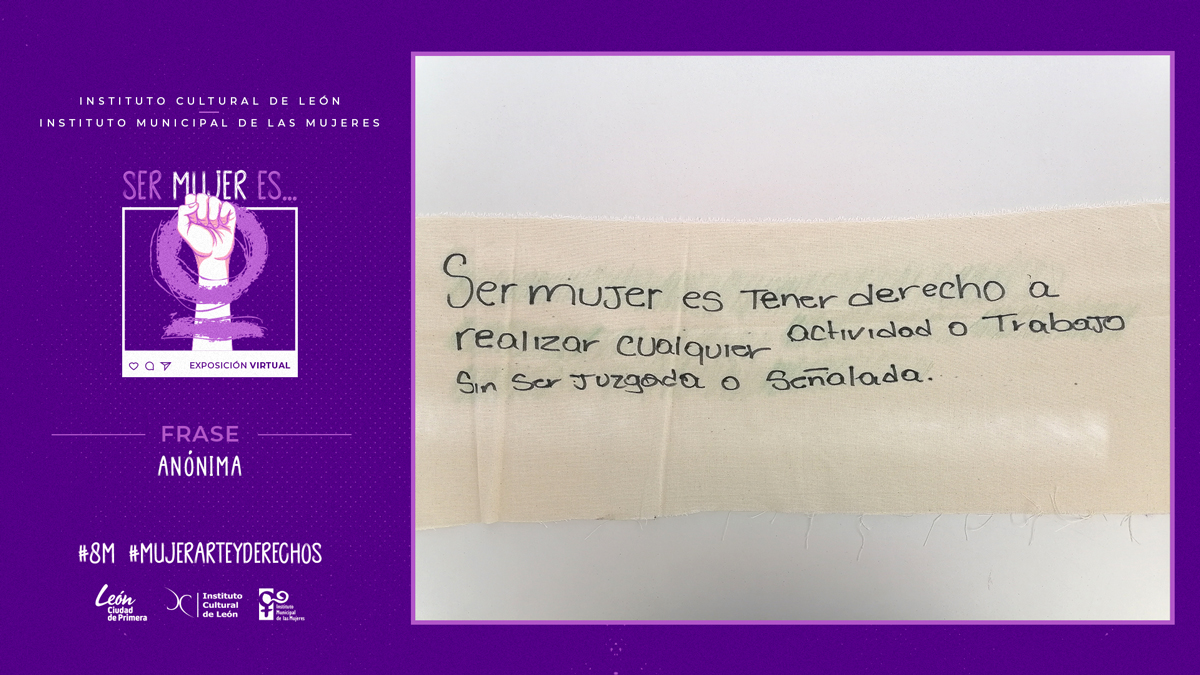 INSTITUTO CULTURAL DE LEÓN
INSTITUTO MUNICIPAL DE LAS MUJERES
SER MUJER ES...
EXPOSICIÓN VIRTUAL
FRASE
ANÓNIMA
#8M #MUJERARTEYDERECHOS
León
Ciudad
de Primera
Instituto
Cultural
de León
Instituto
Municipal
de las Mujeres
Ser mujer es Tener derecho a
realizar cualquier actividad o Trabajo
Sin Ser Juzgada o Señalada.